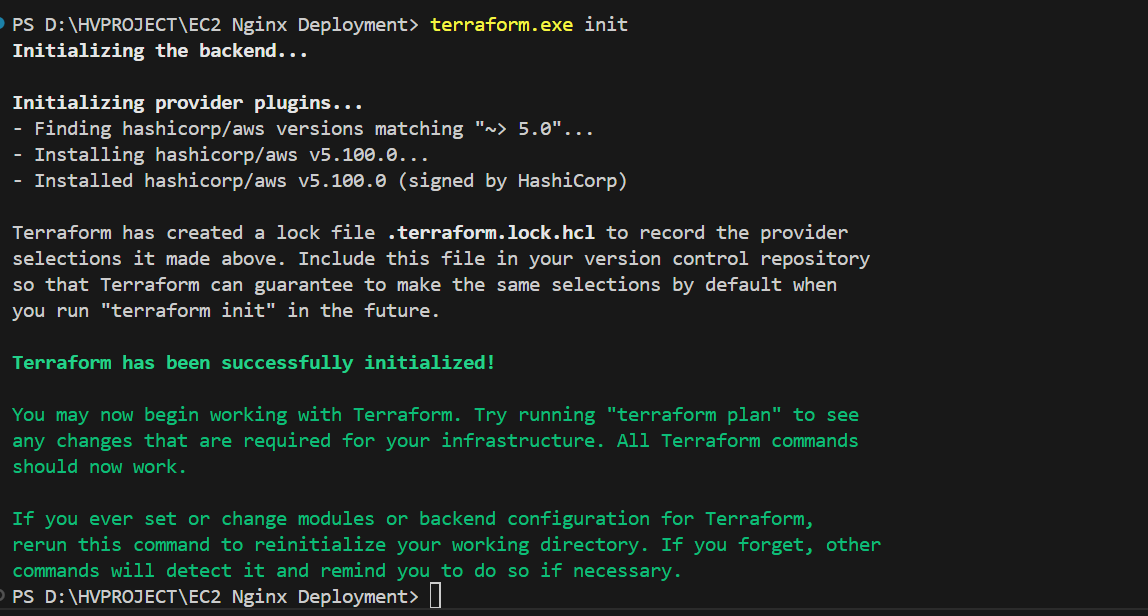 PS D:\HVPROJECT\EC2 Nginx Deployment> terraform.exe init
Initializing the backend...
Initializing provider plugins...
- Finding hashicorp/aws versions matching "~> 5.0"...
- Installing hashicorp/aws v5.100.0...
- Installed hashicorp/aws v5.100.0 (signed by HashiCorp)
Terraform has created a lock file .terraform.lock.hcl to record the provider
selections it made above. Include this file in your version control repository
so that Terraform can guarantee to make the same selections by default when
you run "terraform init" in the future.
Terraform has been successfully initialized!
You may now begin working with Terraform. Try running "terraform plan" to see
any changes that are required for your infrastructure. All Terraform commands
should now work.
If you ever set or change modules or backend configuration for Terraform,
rerun this command to reinitialize your working directory. If you forget, other
commands will detect it and remind you to do so if necessary.
PS D:\HVPROJECT\EC2 Nginx Deployment>